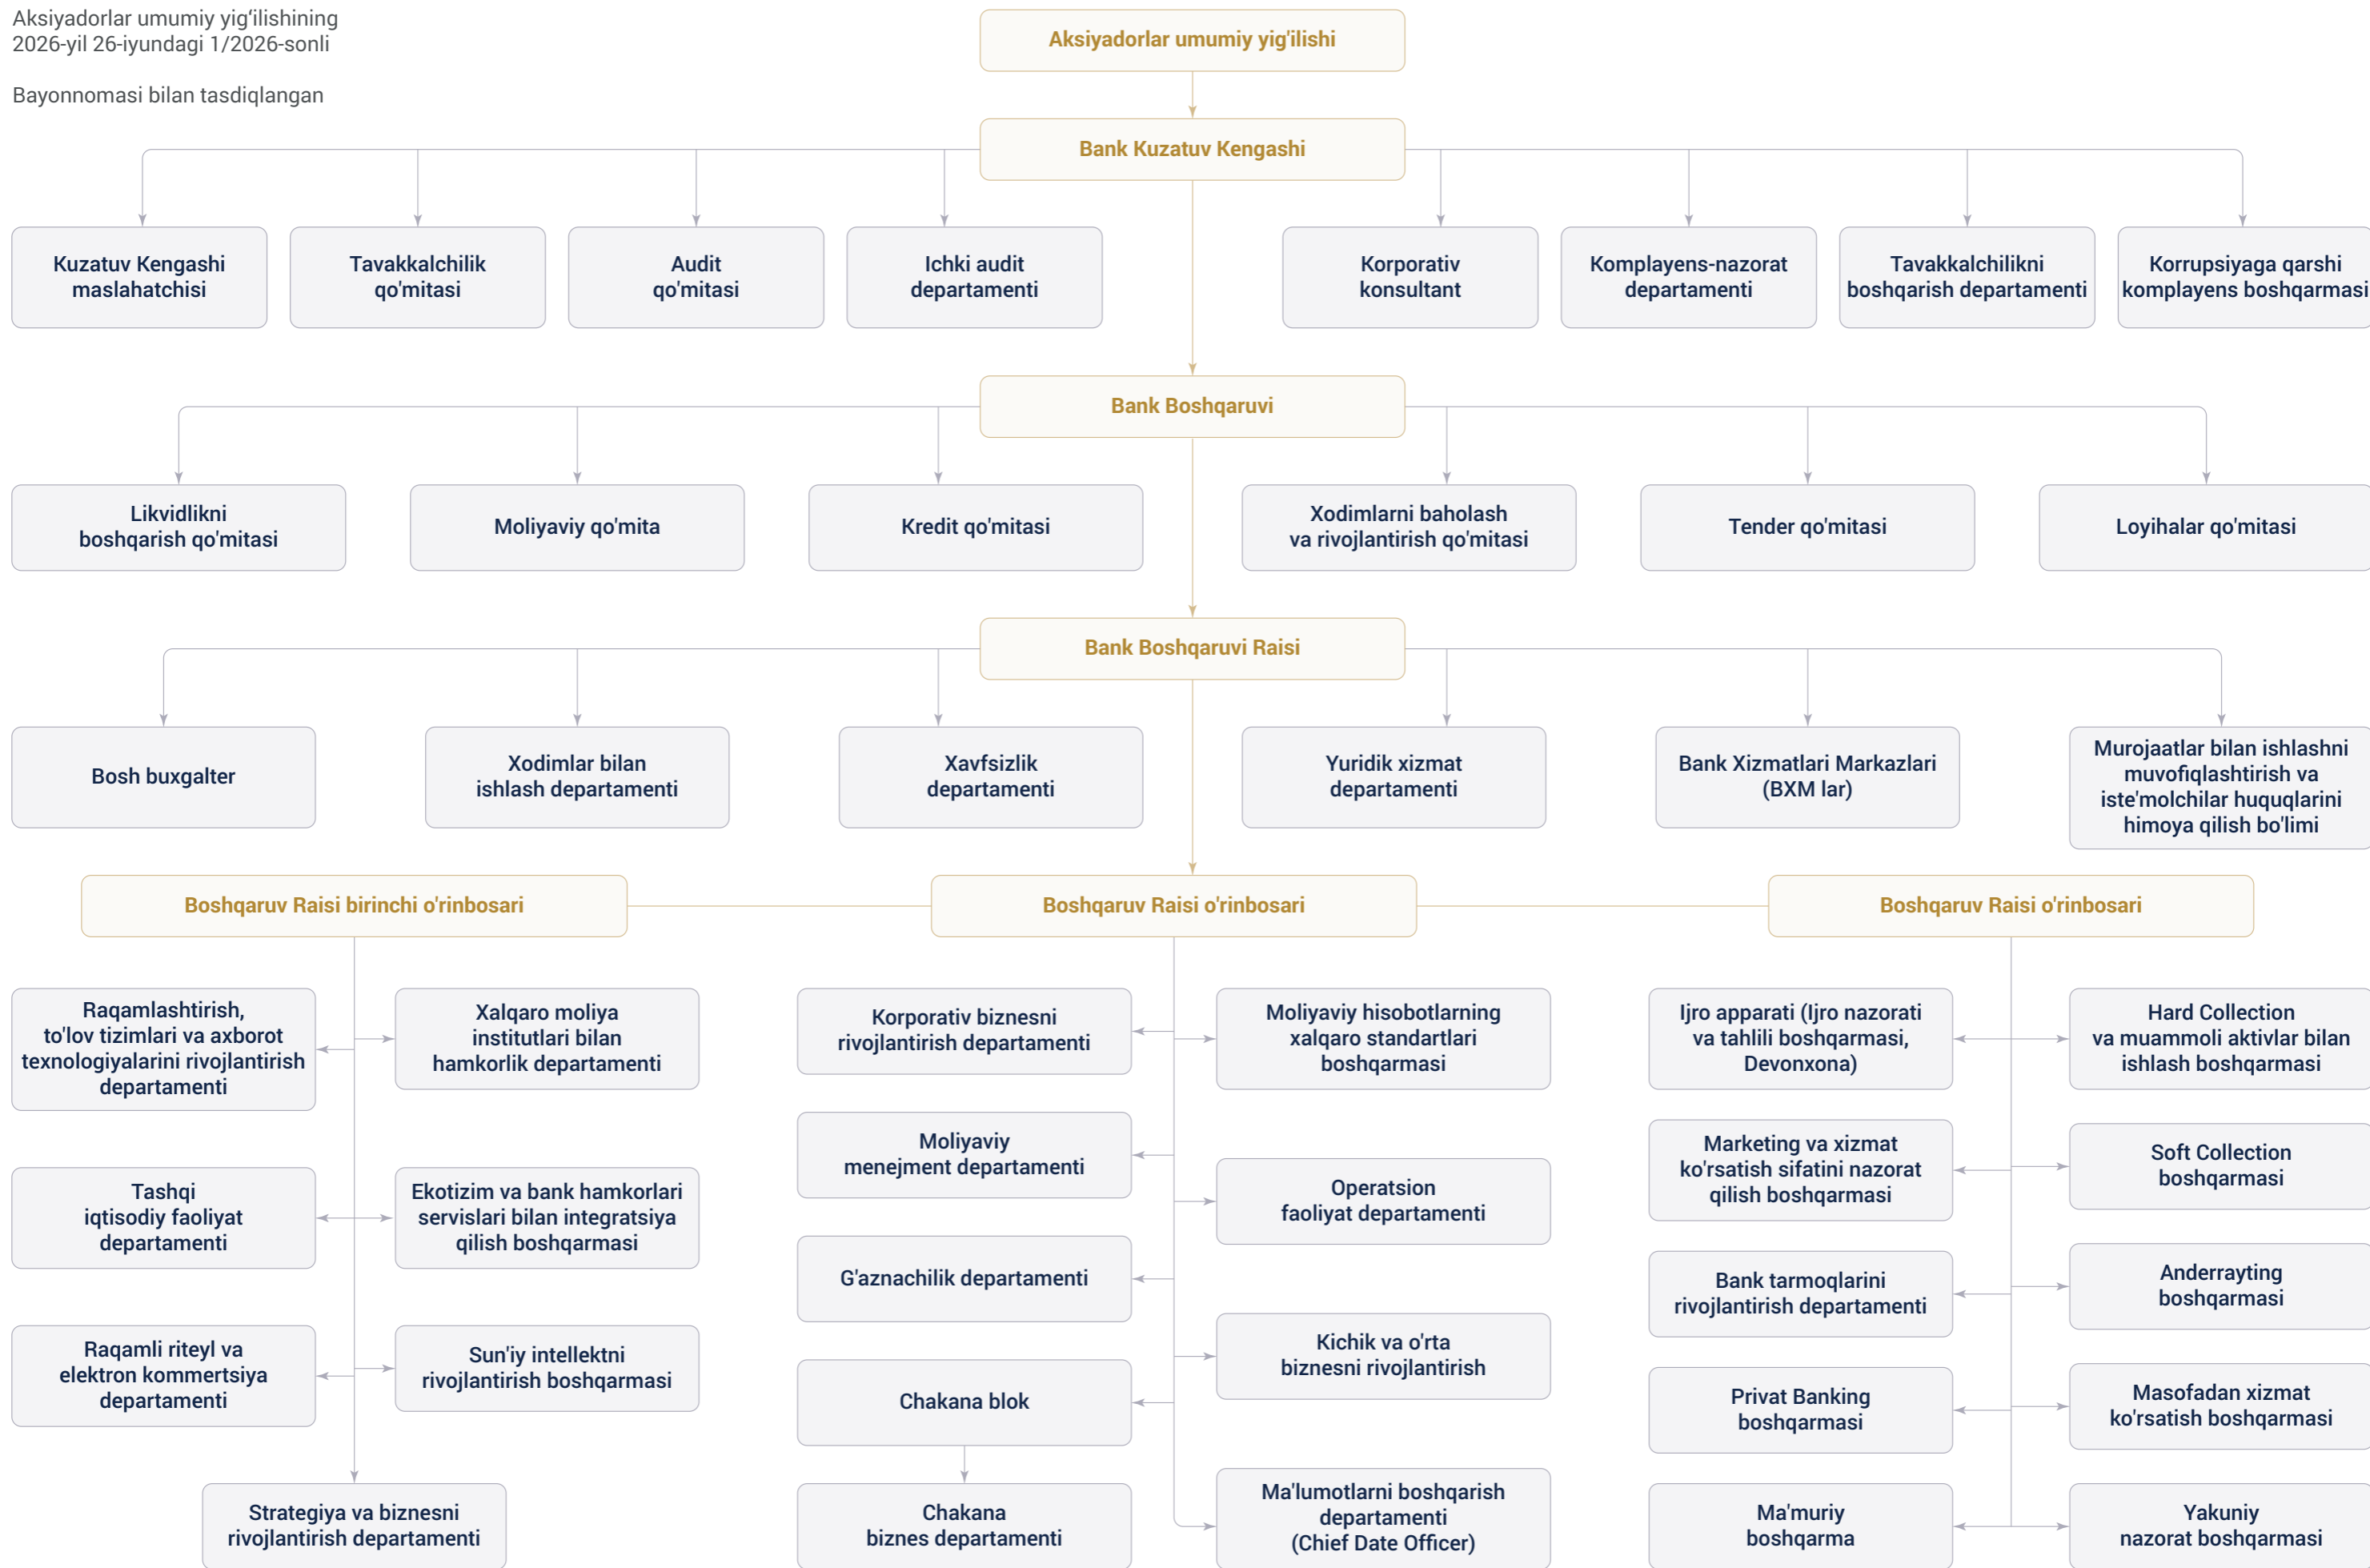 Aksiyadorlar umumiy yig‘ilishining
2026-yil 26-iyundagi 1/2026-sonli
Bayonnomasi bilan tasdiqlangan
Aksiyadorlar umumiy yig'ilishi
Bank Kuzatuv Kengashi
Kuzatuv Kengashi
maslahatchisi
Tavakkalchilik
qo'mitasi
Audit
qo'mitasi
Ichki audit
departamenti
Korporativ
konsultant
Komplayens-nazorat
departamenti
Tavakkalchilikni
boshqarish departamenti
Korrupsiyaga qarshi
komplayens boshqarmasi
Bank Boshqaruvi
Likvidlikni
boshqarish qo'mitasi
Moliyaviy qo'mita
Kredit qo'mitasi
Xodimlarni baholash
va rivojlantirish qo'mitasi
Tender qo'mitasi
Loyihalar qo'mitasi
Bank Boshqaruvi Raisi
Bosh buxgalter
Xodimlar bilan
ishlash departamenti
Xavfsizlik
departamenti
Yuridik xizmat
departamenti
Bank Xizmatlari Markazlari
(BXM lar)
Murojaatlar bilan ishlashni
muvofiqlashtirish va
iste'molchilar huquqlarini
himoya qilish bo'limi
Boshqaruv Raisi birinchi o'rinbosari
Boshqaruv Raisi o'rinbosari
Boshqaruv Raisi o'rinbosari
Raqamlashtirish,
to'lov tizimlari va axborot
texnologiyalarini rivojlantirish
departamenti
Xalqaro moliya
institutlari bilan
hamkorlik departamenti
Tashqi
iqtisodiy faoliyat
departamenti
Ekotizim va bank hamkorlari
servislari bilan integratsiya
qilish boshqarmasi
Raqamli riteyl va
elektron kommertsiya
departamenti
Sun'iy intellektni
rivojlantirish boshqarmasi
Strategiya va biznesni
rivojlantirish departamenti
Korporativ biznesni
rivojlantirish departamenti
Moliyaviy hisobotlarning
xalqaro standartlari
boshqarmasi
Moliyaviy
menejment departamenti
Operatsion
faoliyat departamenti
G'aznachilik departamenti
Kichik va o'rta
biznesni rivojlantirish
Chakana blok
Chakana
biznes departamenti
Ma'lumotlarni boshqarish
departamenti
(Chief Date Officer)
Ijro apparati (Ijro nazorati
va tahlili boshqarmasi,
Devonxona)
Hard Collection
va muammoli aktivlar bilan
ishlash boshqarmasi
Marketing va xizmat
ko'rsatish sifatini nazorat
qilish boshqarmasi
Soft Collection
boshqarmasi
Bank tarmoqlarini
rivojlantirish departamenti
Anderrayting
boshqarmasi
Privat Banking
boshqarmasi
Masofadan xizmat
ko'rsatish boshqarmasi
Ma'muriy
boshqarma
Yakuniy
nazorat boshqarmasi